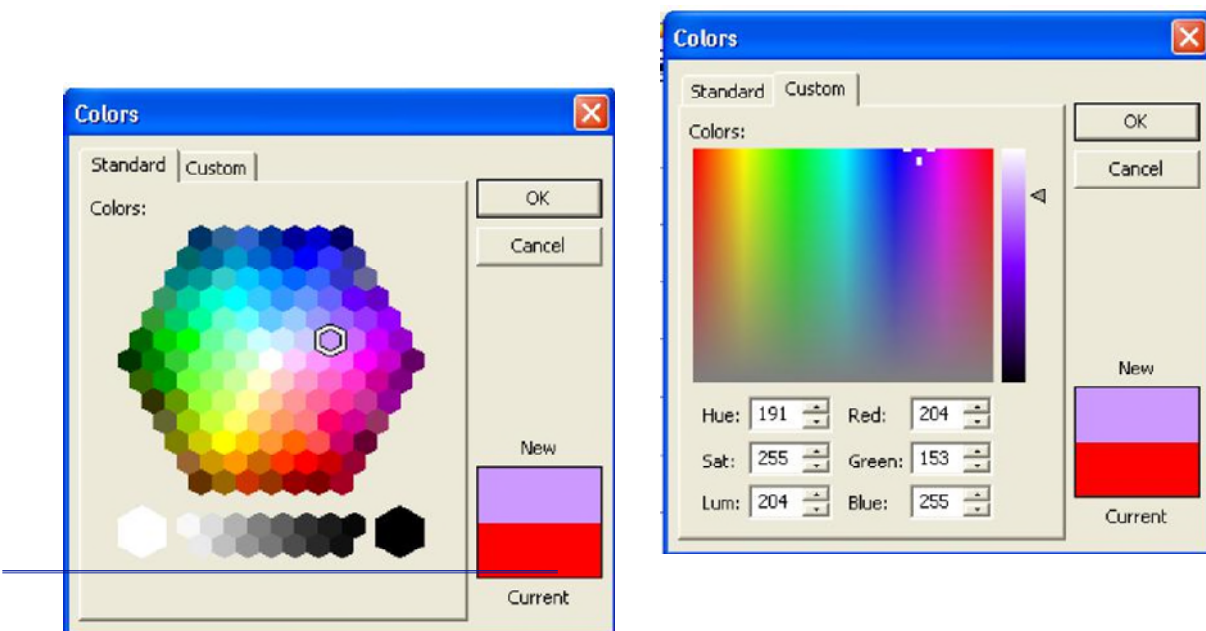 Colors
Standard Custom
Colors:
OK
Cancel
New
Current
Colors
Standard Custom
Colors:
OK
Cancel
New
Current
Hue: 191 Red: 204
Sat: 255 Green: 153
Lum: 204 Blue: 255